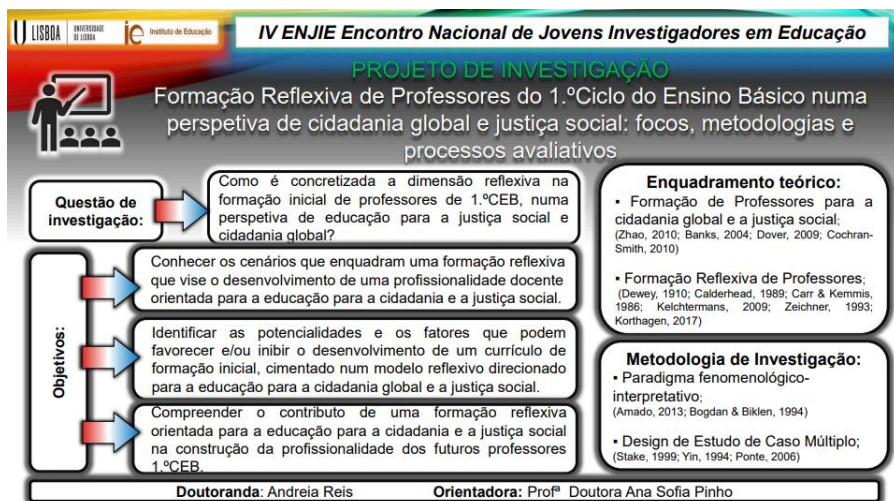 LISBOA
UNIVERSIDADE
DE LISBOA
ie Instituto de Educação
IV ENJIE Encontro Nacional de Jovens Investigadores em Educação
PROJETO DE INVESTIGAÇÃO
Formação Reflexiva de Professores do 1.ºCiclo do Ensino Básico numa
perspetiva de cidadania global e justiça social: focos, metodologias e
processos avaliativos
Questão de
investigação:
Como é concretizada a dimensão reflexiva na
formação inicial de professores de 1.ºCEB, numa
perspetiva de educação para a justiça social e
cidadania global?
Objetivos:
Conhecer os cenários que enquadram uma formação reflexiva
que vise o desenvolvimento de uma profissionalidade docente
orientada para a educação para a cidadania e a justiça social.
Identificar as potencialidades e os fatores que podem
favorecer e/ou inibir o desenvolvimento de um currículo de
formação inicial, cimentado num modelo reflexivo direcionado
para a educação para a cidadania global e a justiça social.
Compreender o contributo de uma formação reflexiva
orientada para a educação para a cidadania e a justiça social
na construção da profissionalidade dos futuros professores
1.ºCEB.
Enquadramento teórico:
▪ Formação de Professores para a
cidadania global e a justiça social;
(Zhao, 2010; Banks, 2004; Dover, 2009; Cochran-
Smith, 2010)
▪ Formação Reflexiva de Professores;
(Dewey, 1910; Calderhead, 1989; Carr & Kemmis,
1986; Kelchtermans, 2009; Zeichner, 1993;
Korthagen, 2017)
Metodologia de Investigação:
▪ Paradigma fenomenológico-
interpretativo;
(Amado, 2013; Bogdan & Biklen, 1994)
▪ Design de Estudo de Caso Múltiplo;
(Stake, 1999; Yin, 1994; Ponte, 2006)
Doutoranda: Andreia Reis Orientadora: Profª Doutora Ana Sofia Pinho